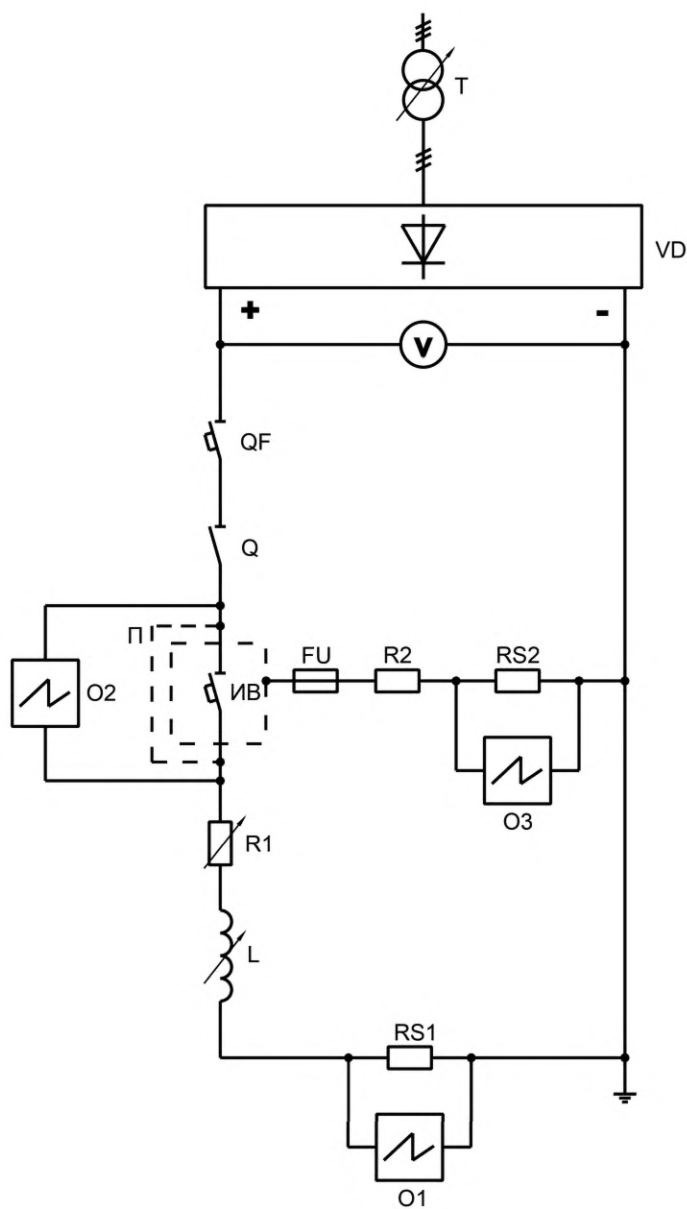 T
VD
+
-
V
QF
Q
П
FU
R2
RS2
O2
ИВ
O3
R1
L
RS1
O1